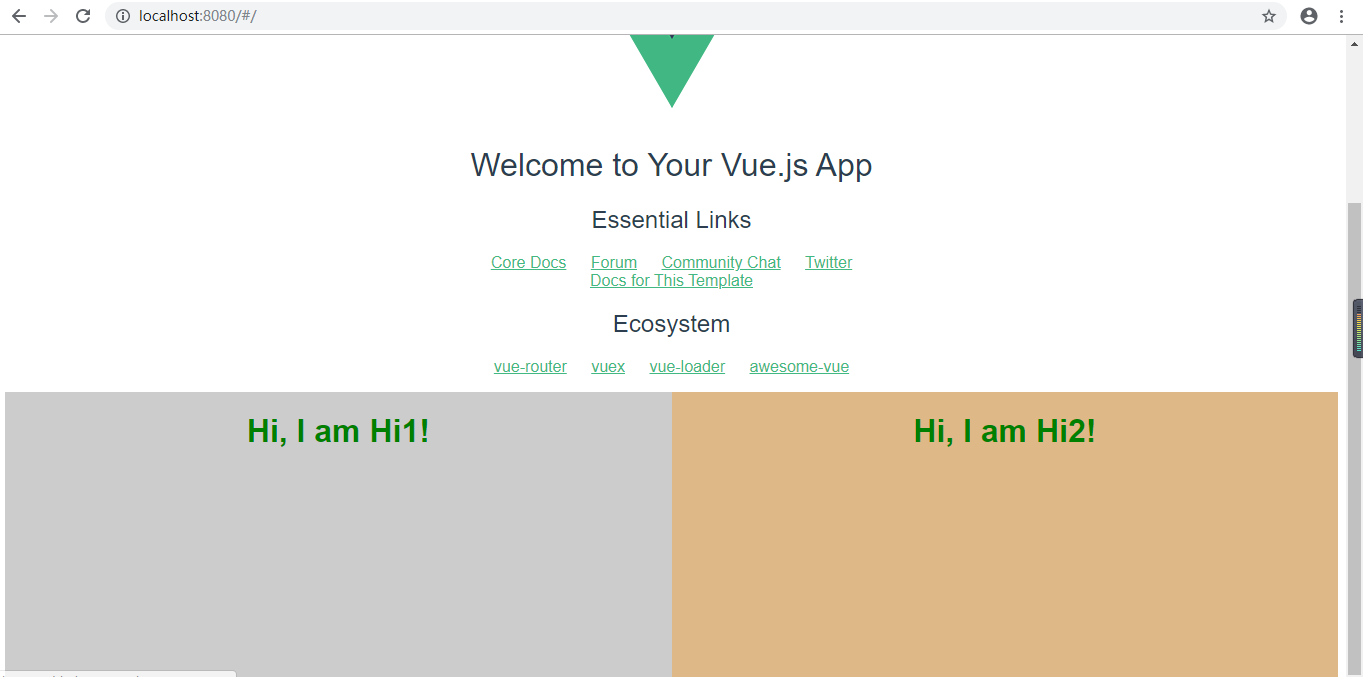 localhost:8080/#/
Welcome to Your Vue.js App
Essential Links
Core Docs Forum Community Chat Twitter
Docs for This Template
Ecosystem
vue-router vuex vue-loader awesome-vue
Hi, I am Hi1! Hi, I am Hi2!